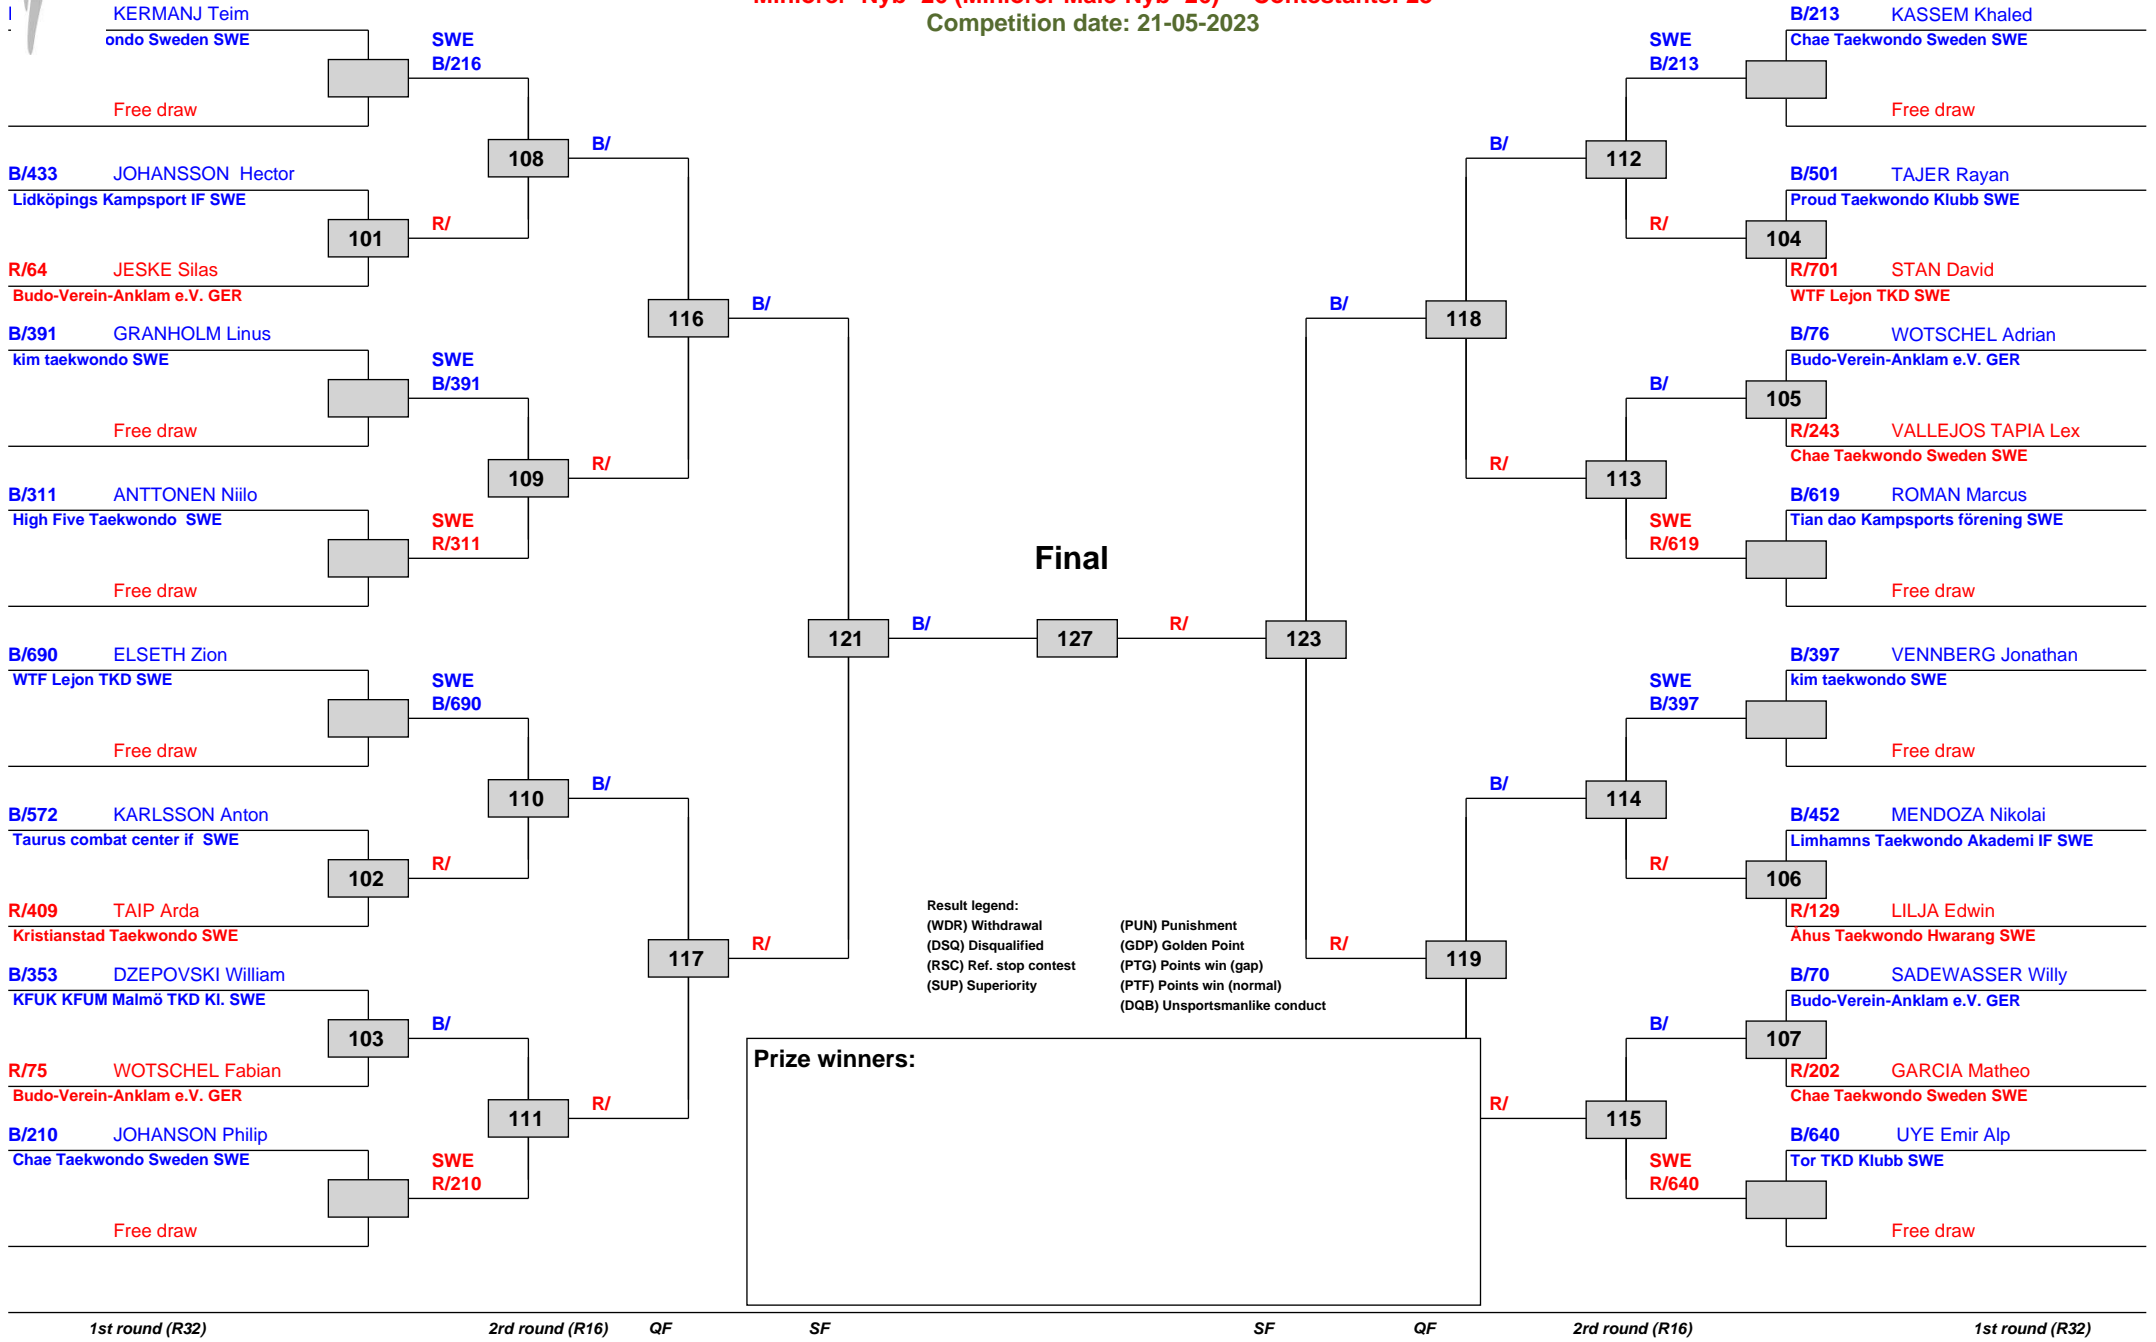 KERMANJ Teim
ondo Sweden SWE
Competition date: 21-05-2023
SWE
B/216
Free draw
108
B/
B/433 JOHANSSON Hector
Lidköpings Kampsport IF SWE
101
R/
R/64 JESKE Silas
Budo-Verein-Anklam e.V. GER
116
B/
B/391 GRANHOLM Linus
kim taekwondo SWE
SWE
B/391
Free draw
109
R/
B/311 ANTTONEN Niilo
High Five Taekwondo SWE
SWE
R/311
Free draw
121
B/
B/690 ELSETH Zion
WTF Lejon TKD SWE
SWE
B/690
Free draw
110
B/
B/572 KARLSSON Anton
Taurus combat center if SWE
102
R/
R/409 TAIP Arda
Kristianstad Taekwondo SWE
117
R/
B/353 DZEPOVSKI William
KFUK KFUM Malmö TKD Kl. SWE
103
B/
R/75 WOTSCHEL Fabian
Budo-Verein-Anklam e.V. GER
111
R/
B/210 JOHANSON Philip
Chae Taekwondo Sweden SWE
SWE
R/210
Free draw
Final
127
R/
123
Result legend:
(WDR) Withdrawal (PUN) Punishment
(DSQ) Disqualified (GDP) Golden Point
(RSC) Ref. stop contest (PTG) Points win (gap)
(SUP) Superiority (PTF) Points win (normal)
(DQB) Unsportsmanlike conduct
Prize winners:
B/213 KASSEM Khaled
Chae Taekwondo Sweden SWE
SWE
B/213
Free draw
B/
112
B/501 TAJER Rayan
Proud Taekwondo Klubb SWE
R/
104
R/701 STAN David
WTF Lejon TKD SWE
B/
118
B/76 WOTSCHEL Adrian
Budo-Verein-Anklam e.V. GER
B/
105
R/243 VALLEJOS TAPIA Lex
Chae Taekwondo Sweden SWE
R/
113
B/619 ROMAN Marcus
Tian dao Kampsports förening SWE
SWE
R/619
Free draw
B/397 VENNBERG Jonathan
kim taekwondo SWE
SWE
B/397
Free draw
B/
114
B/452 MENDOZA Nikolai
Limhamns Taekwondo Akademi IF SWE
R/
106
R/129 LILJA Edwin
Åhus Taekwondo Hwarang SWE
R/
119
B/70 SADEWASSER Willy
Budo-Verein-Anklam e.V. GER
B/
107
R/202 GARCIA Matheo
Chae Taekwondo Sweden SWE
R/
115
B/640 UYE Emir Alp
Tor TKD Klubb SWE
SWE
R/640
Free draw
1st round (R32) 2rd round (R16) QF SF SF QF 2rd round (R16) 1st round (R32)